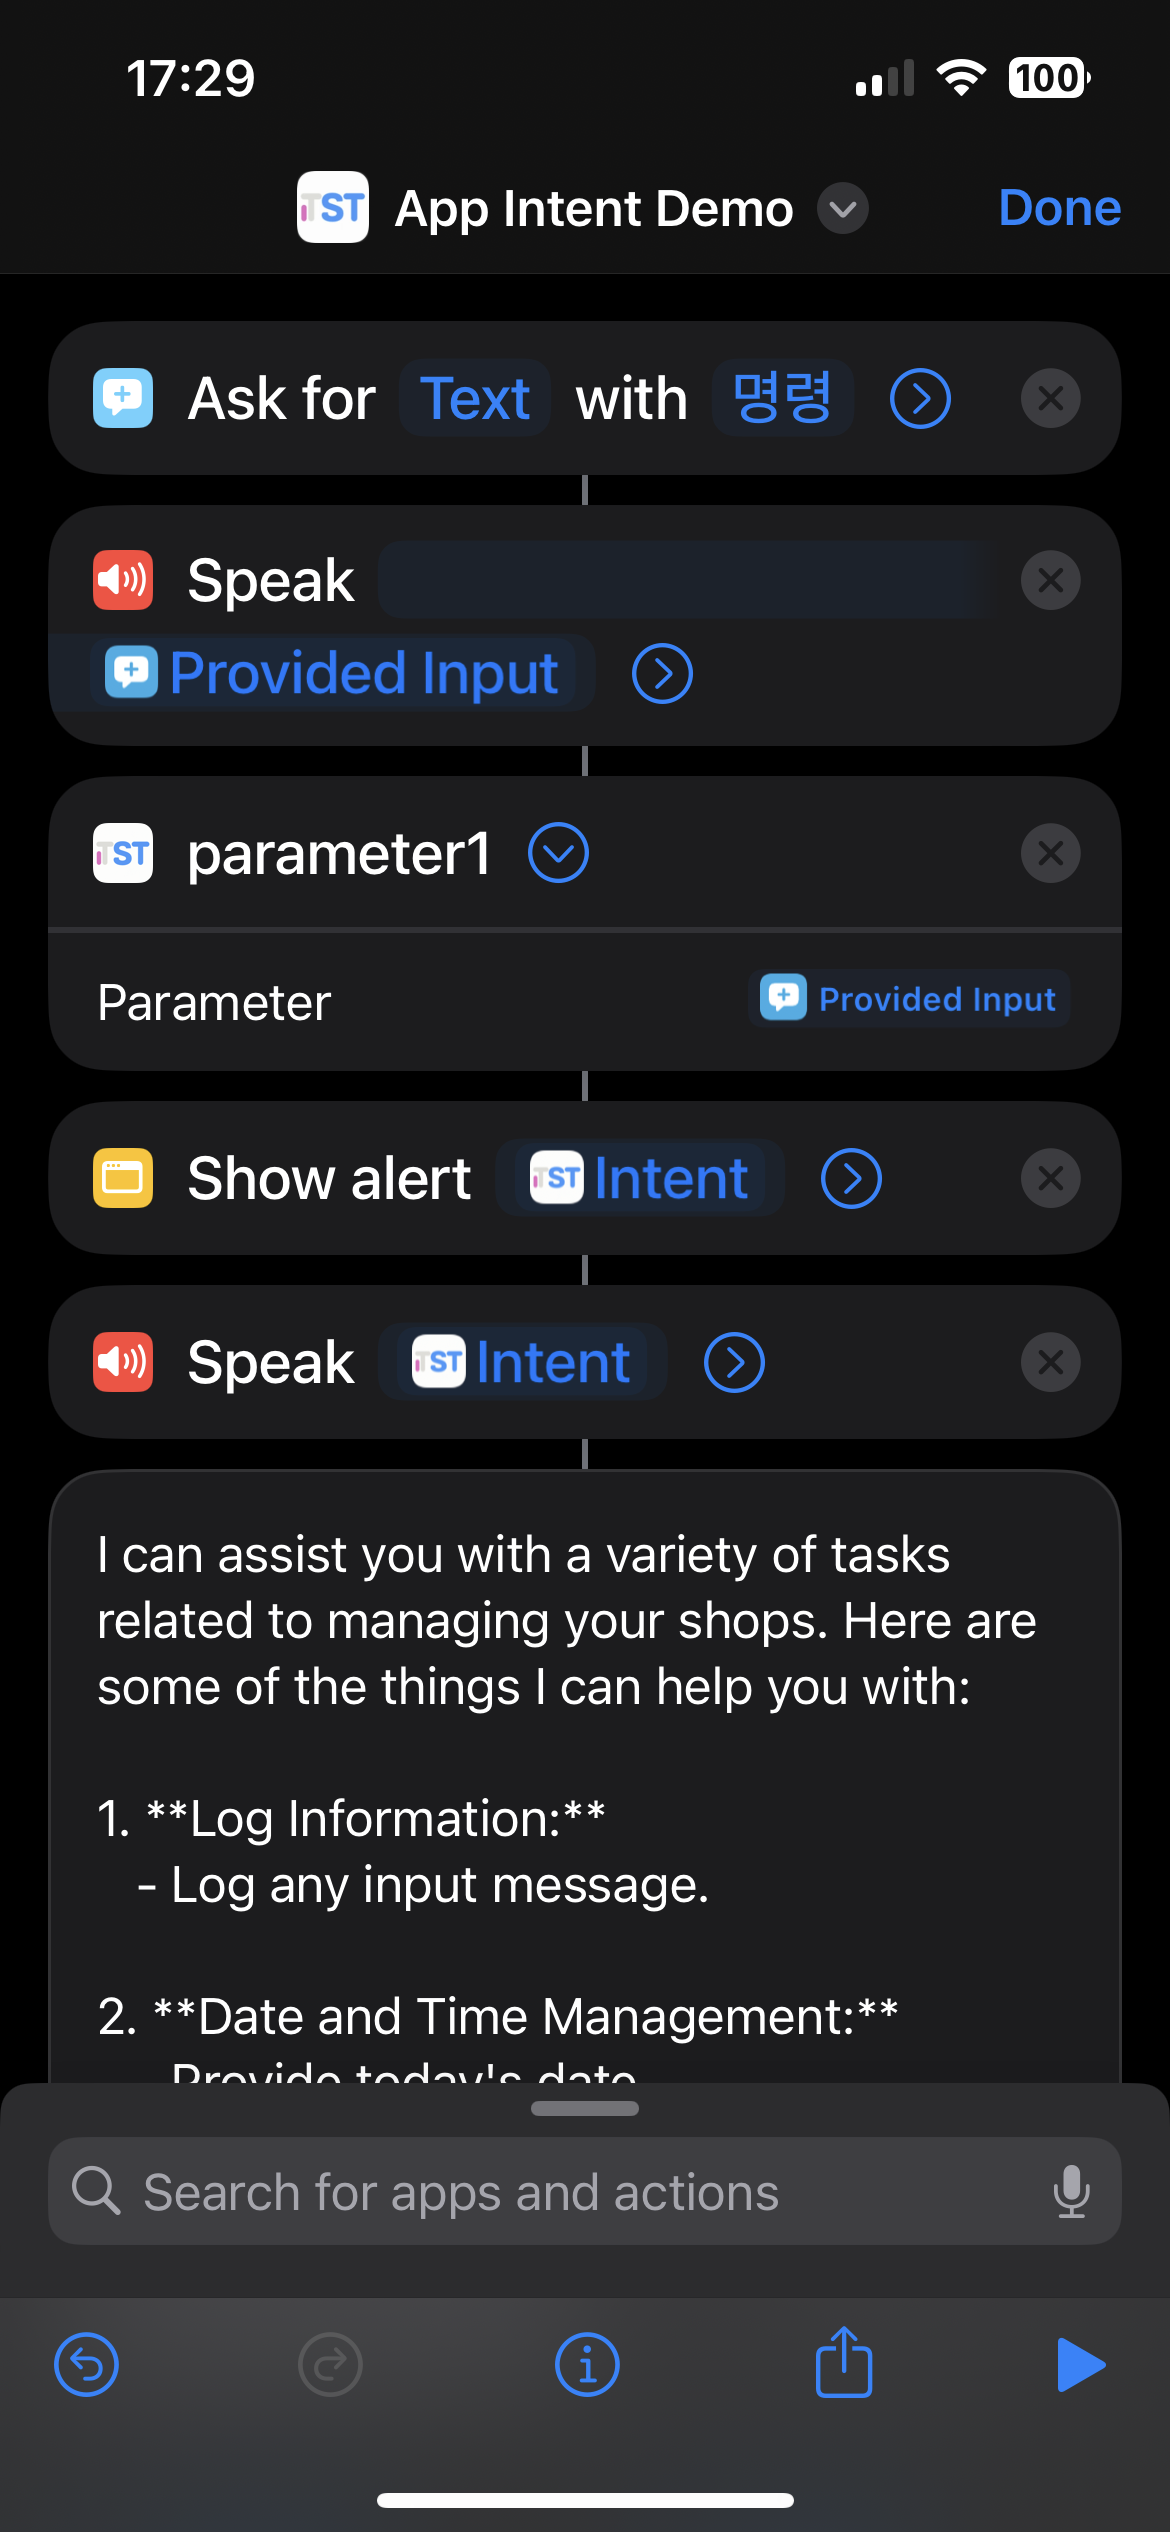 17:29
100
TST App Intent Demo Done
Ask for Text with 명령
Speak
Provided Input
TST parameter1
Parameter Provided Input
Show alert TST Intent
Speak TST Intent
I can assist you with a variety of tasks
related to managing your shops. Here are
some of the things I can help you with:
1. **Log Information:**
- Log any input message.
2. **Date and Time Management:**
Provide today's date
Search for apps and actions